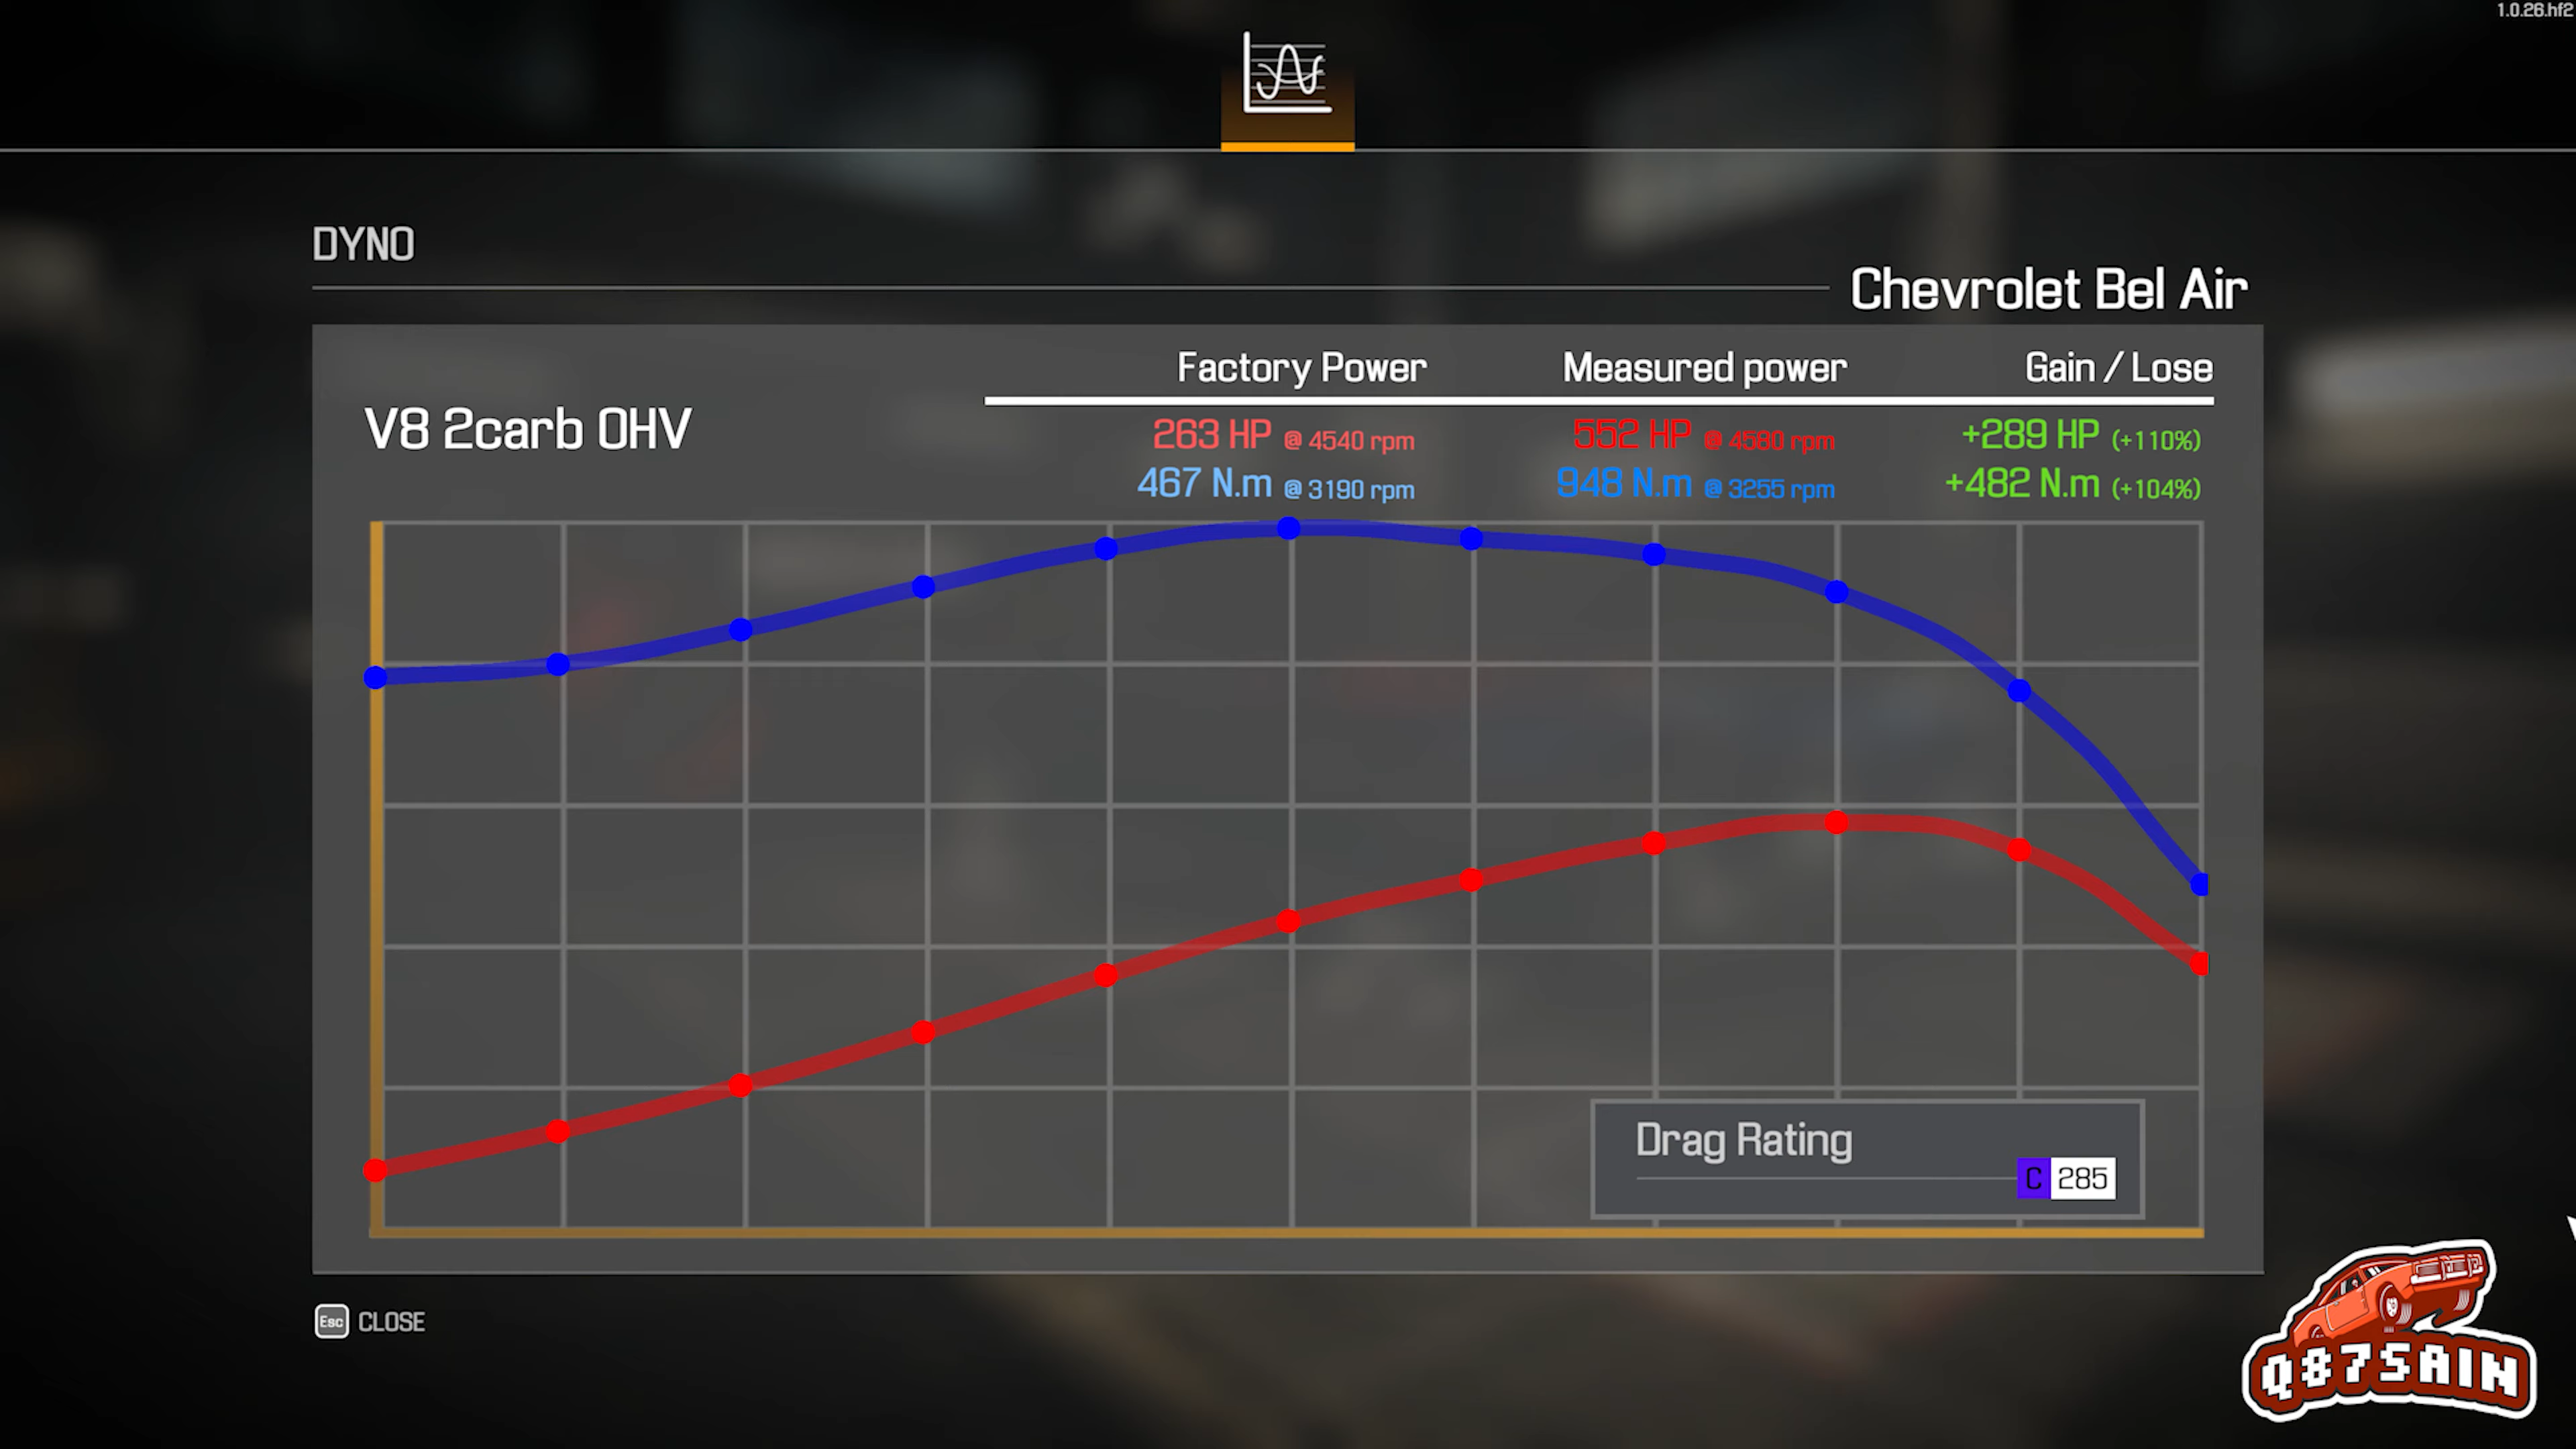 1.0.26.hf2
DYNO
Chevrolet Bel Air
Factory Power Measured power Gain / Lose
V8 2carb OHV
263 HP @ 4540 rpm 552 HP @ 4580 rpm +289 HP (+110%)
467 N.m @ 3190 rpm 948 N.m @ 3255 rpm +482 N.m (+104%)
Drag Rating
C 285
Esc CLOSE
Q87SAIN